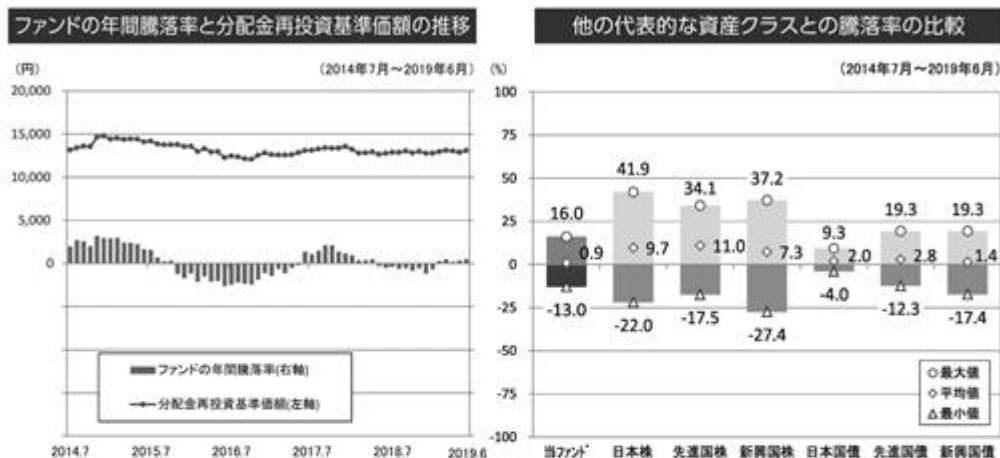 ファンドの年間騰落率と分配金再投資基準価額の推移
(円)
(2014年7月～2019年6月)
20,000
15,000
10,000
5,000
0
ファンドの年間騰落率(右軸)
分配金再投資基準価額(左軸)
2014.7 2015.7 2016.7 2017.7 2018.7 2019.6
他の代表的な資産クラスとの騰落率の比較
(%)
(2014年7月～2019年6月)
100
75
50
25
0
-25
-50
-75
-100
16.0 41.9 34.1 37.2 9.3 19.3 19.3
0.9 9.7 11.0 7.3 2.0 2.8 1.4
-13.0 -22.0 -17.5 -27.4 -4.0 -12.3 -17.4
最大値
平均値
最小値
当ファンド 日本株 先進国株 新興国株 日本国債 先進国債 新興国債